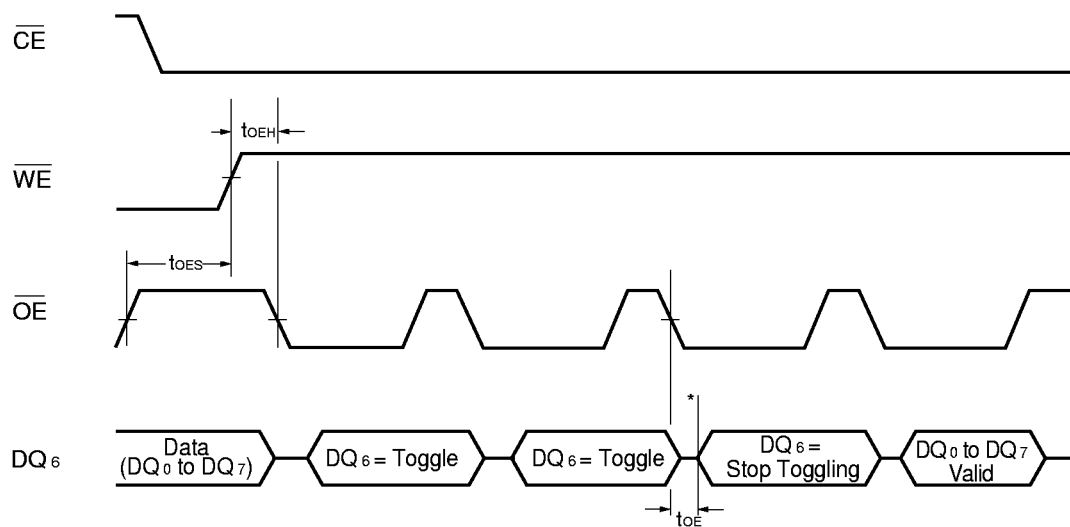 CE
tOEH
WE
tOES
OE
*
DQ6
Data
(DQ0 to DQ7)
DQ6 = Toggle
DQ6 = Toggle
DQ6 =
Stop Toggling
DQ0 to DQ7
Valid
tOE